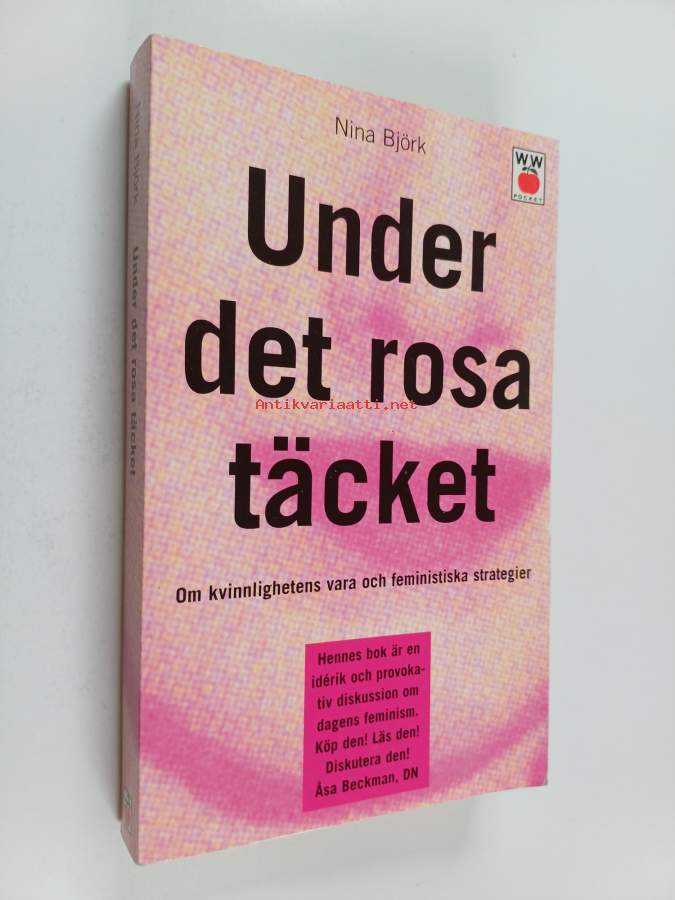 Nina Björk
WW
POCKET
Under
det rosa
täcket
Antikvariaatti.net
Om kvinnlighetens vara och feministiska strategier
Hennes bok är en
idérik och provoka-
tiv diskussion om
dagens feminism.
Köp den! Läs den!
Diskutera den!
Åsa Beckman, DN
Nina Björk
Under det rosa täcket